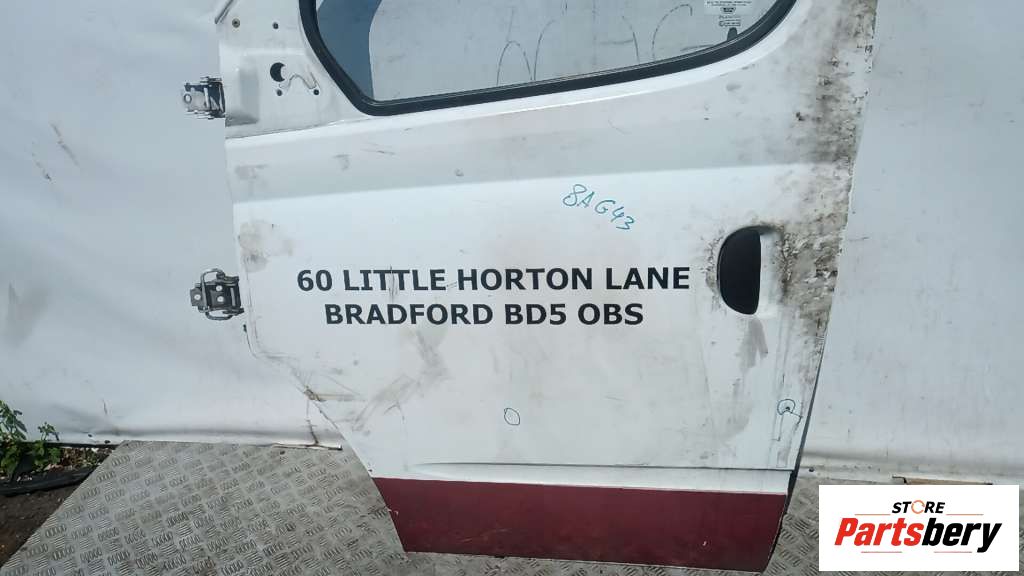 8AG43
60 LITTLE HORTON LANE
BRADFORD BD5 OBS
STORE
Partsbery